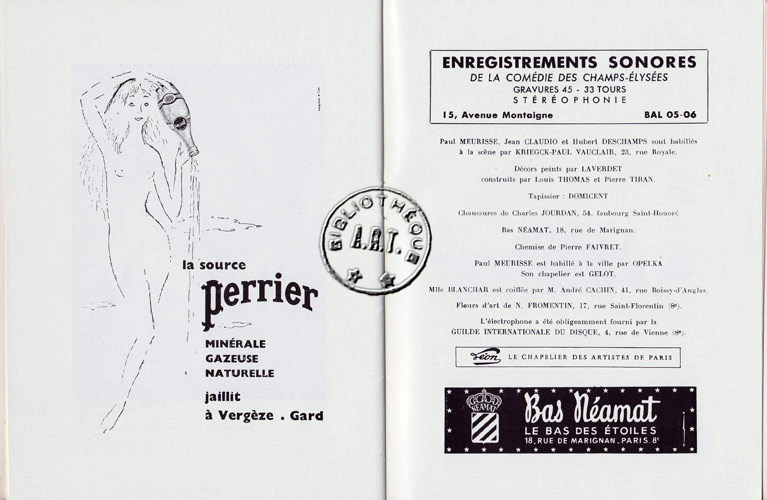 la source
perrier
MINÉRALE
GAZEUSE
NATURELLE
jaillit
à Vergèze . Gard
BIBLIOTHÈQUE
A.R.T.
ENREGISTREMENTS SONORES
DE LA COMÉDIE DES CHAMPS-ÉLYSÉES
GRAVURES 45 - 33 TOURS
STÉRÉOPHONIE
15, Avenue Montaigne BAL 05-06
Paul MEURISSE, Jean CLAUDIO et Hubert DESCHAMPS sont habillés
à la scène par KRIEGCK-PAUL VAUCLAIR, 23, rue Royale.
Décors peints par LAVERDET
construits par Louis THOMAS et Pierre TIRAN.
Tapissier : DOMICENT
Chaussures de Charles JOURDAN, 54, faubourg Saint-Honoré
Bas NÉAMAT, 18, rue de Marignan.
Chemise de Pierre FAIVRET.
Paul MEURISSE est habillé à la ville par OPELKA
Son chapelier est GELOT.
Mlle BLANCHAR est coiffée par M. André CACHIN, 41, rue Boissy-d'Anglas.
Fleurs d'art de N. FROMENTIN, 17, rue Saint-Florentin (8e).
L'électrophone a été obligeamment fourni par la
GUILDE INTERNATIONALE DU DISQUE, 4, rue de Vienne (8e).
Léon LE CHAPELIER DES ARTISTES DE PARIS
NÉAMAT
Bas Néamat
LE BAS DES ÉTOILES
18, RUE DE MARIGNAN, PARIS. 8e